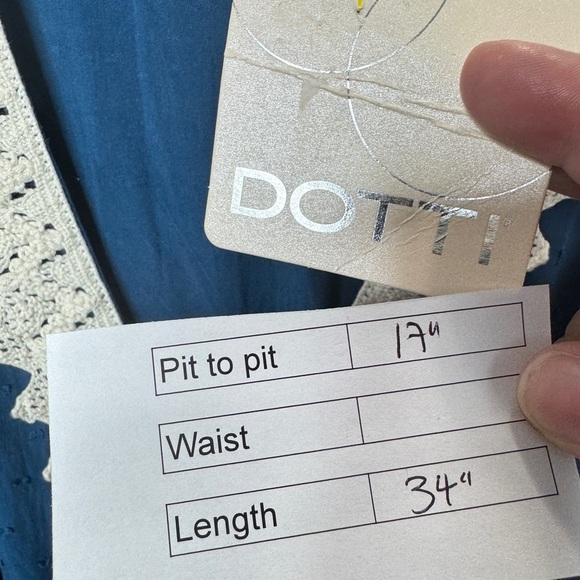 DOTTI
Pit to pit 17"
Waist
Length 34"